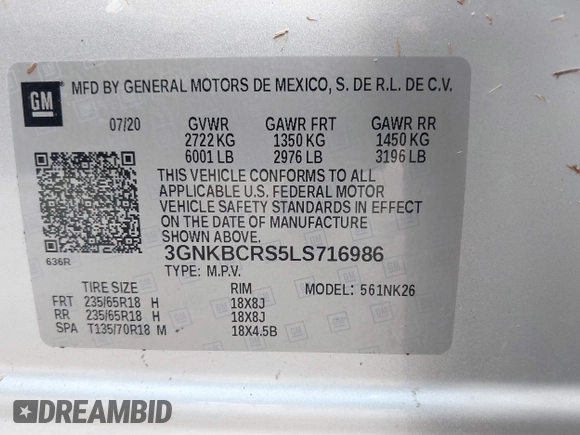 GM
MFD BY GENERAL MOTORS DE MEXICO, S. DE R.L. DE C.V.
07/20 GVWR GAWR FRT GAWR RR
2722 KG 1350 KG 1450 KG
6001 LB 2976 LB 3196 LB
THIS VEHICLE CONFORMS TO ALL
APPLICABLE U.S. FEDERAL MOTOR
VEHICLE SAFETY STANDARDS IN EFFECT
ON THE DATE OF MANUFACTURE
SHOWN ABOVE.
636R
3GNKBCRS5LS716986
TYPE: M.P.V.
TIRE SIZE RIM MODEL: 561NK26
FRT 235/65R18 H 18X8J
RR 235/65R18 H 18X8J
SPA T135/70R18 M 18X4.5B
DREAMBID